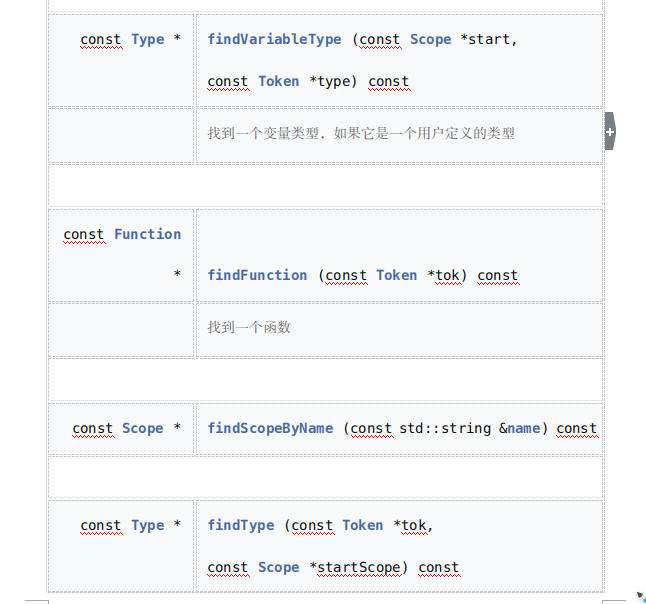 const Type * findVariableType (const Scope *start,
const Token *type) const
找到一个变量类型，如果它是一个用户定义的类型
const Function
* findFunction (const Token *tok) const
找到一个函数
const Scope * findScopeByName (const std::string &name) const
const Type * findType (const Token *tok,
const Scope *startScope) const